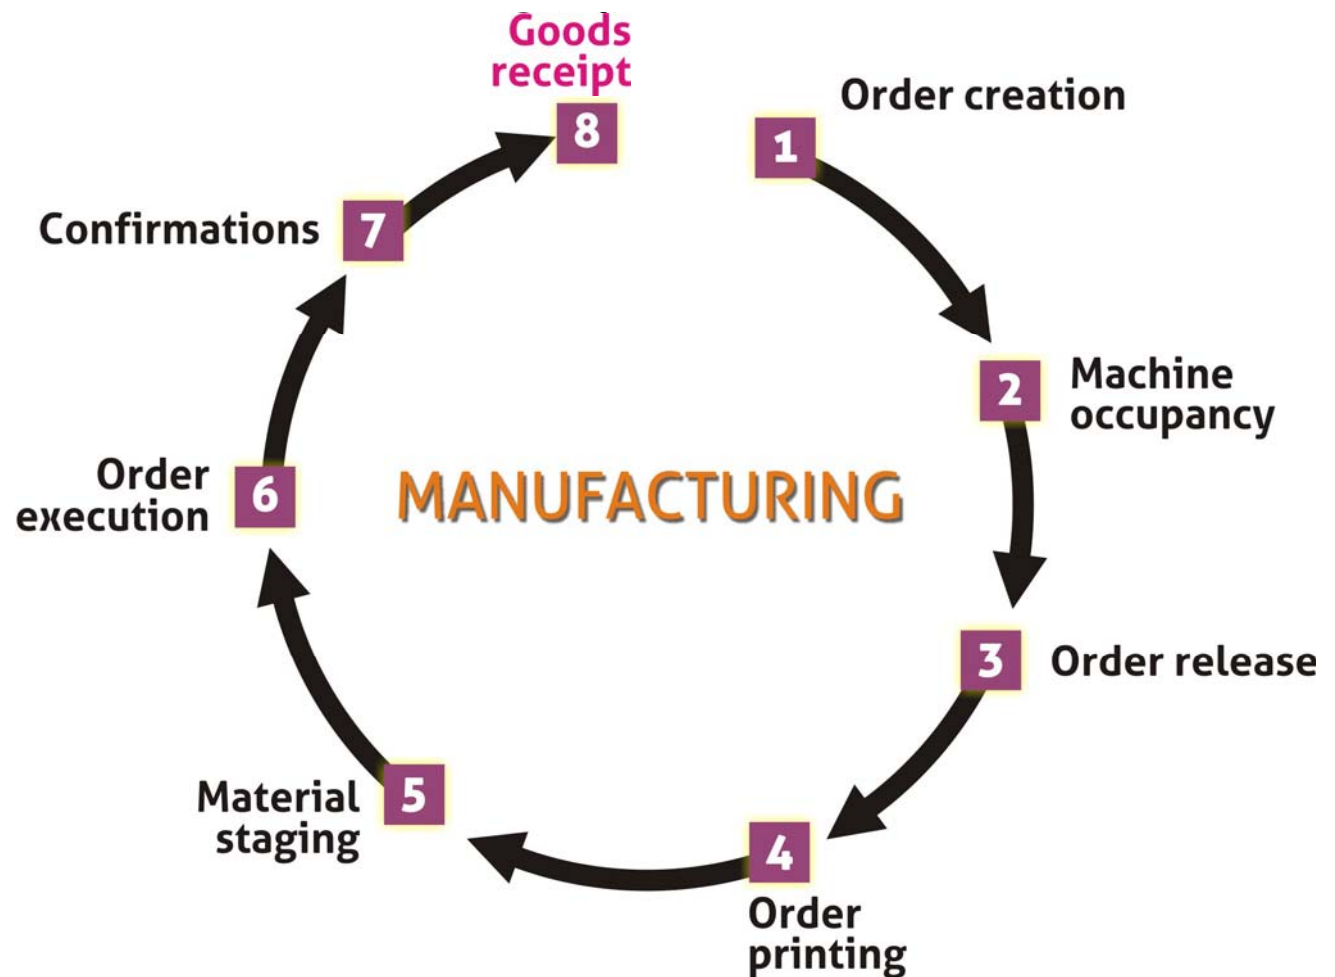 Goods
receipt
8
1
Order creation
7
Confirmations
2
Machine
occupancy
Order
execution
6
MANUFACTURING
3
Order release
Material
staging
5
4
Order
printing